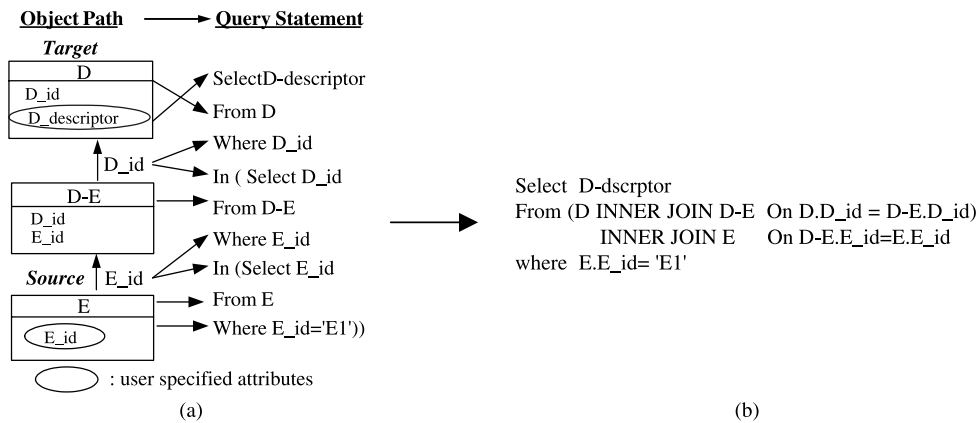 Object Path
Query Statement
Target
D
D_id
D_descriptor
D_id
D-E
D_id
E_id
Source
E_id
E
E_id
: user specified attributes
SelectD-descriptor
From D
Where D_id
In ( Select D_id
From D-E
Where E_id
In (Select E_id
From E
Where E_id='E1'))
(a)
Select D-dscrptor
From (D INNER JOIN D-E On D.D_id = D-E.D_id)
INNER JOIN E On D-E.E_id=E.E_id
where E.E_id= 'E1'
(b)